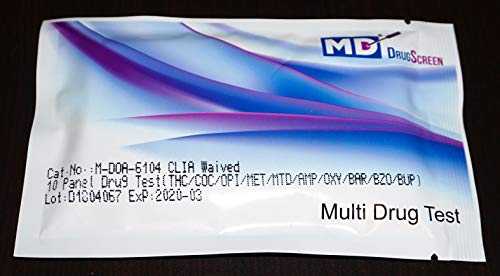 MD®
DrugScreen
Cat.No.:M-DOA-6104 CLIA Waived
10 Panel Drug Test(THC/COC/OPI/MET/MTD/AMP/OXY/BAR/BZO/BUP)
Lot:D1804067 Exp:2020-03
Multi Drug Test